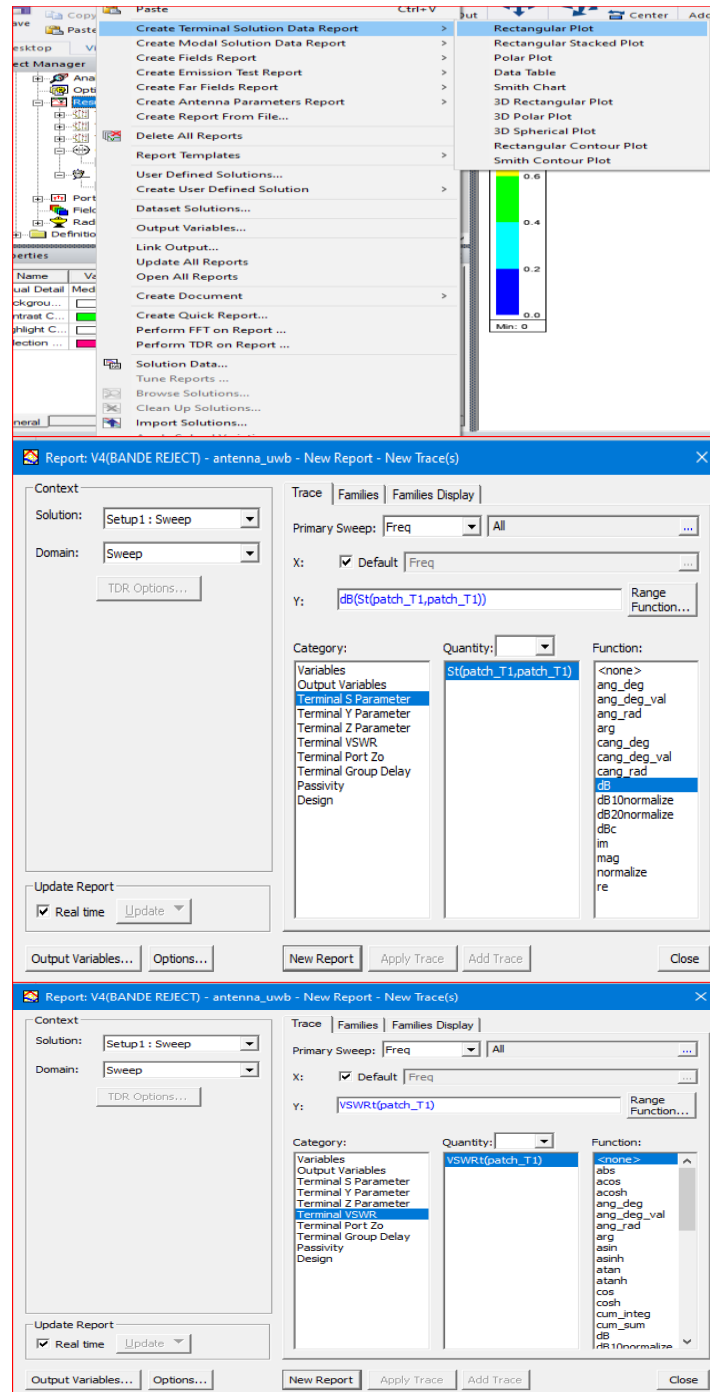 Copy
Paste
Ctrl+V
Paste
Create Terminal Solution Data Report >
Create Modal Solution Data Report >
Create Fields Report >
Create Emission Test Report >
Create Far Fields Report >
Create Antenna Parameters Report >
Create Report From File...
Delete All Reports
Report Templates >
User Defined Solutions...
Create User Defined Solution >
Dataset Solutions...
Output Variables...
Link Output...
Update All Reports
Open All Reports
Create Document >
Create Quick Report...
Perform FFT on Report ...
Perform TDR on Report ...
Solution Data...
Tune Reports ...
Browse Solutions...
Clean Up Solutions...
Import Solutions...
Center
Rectangular Plot
Rectangular Stacked Plot
Polar Plot
Data Table
Smith Chart
3D Rectangular Plot
3D Polar Plot
3D Spherical Plot
Rectangular Contour Plot
Smith Contour Plot
0.6
0.4
0.2
0.0
Min: 0
Name
Report: V4(BANDE REJECT) - antenna_uwb - New Report - New Trace(s)
Context
Solution: Setup1 : Sweep
Domain: Sweep
TDR Options...
Trace Families Families Display
Primary Sweep: Freq All ...
X: Default Freq ...
Y: dB(St(patch_T1,patch_T1))
Range Function...
Category:
Variables
Output Variables
Terminal S Parameter
Terminal Y Parameter
Terminal Z Parameter
Terminal VSWR
Terminal Port Zo
Terminal Group Delay
Passivity
Design
Quantity:
St(patch_T1,patch_T1)
Function:
<none>
ang_deg
ang_deg_val
ang_rad
arg
cang_deg
cang_deg_val
cang_rad
dB
dB10normalize
dB20normalize
dBc
im
mag
normalize
re
Update Report
Real time Update
Output Variables... Options... New Report Apply Trace Add Trace Close
Report: V4(BANDE REJECT) - antenna_uwb - New Report - New Trace(s)
Context
Solution: Setup1 : Sweep
Domain: Sweep
TDR Options...
Trace Families Families Display
Primary Sweep: Freq All ...
X: Default Freq ...
Y: VSWRt(patch_T1)
Range Function...
Category:
Variables
Output Variables
Terminal S Parameter
Terminal Y Parameter
Terminal Z Parameter
Terminal VSWR
Terminal Port Zo
Terminal Group Delay
Passivity
Design
Quantity:
VSWRt(patch_T1)
Function:
<none>
abs
acos
acosh
ang_deg
ang_deg_val
ang_rad
arg
asin
asinh
atan
atanh
cos
cosh
cum_integ
cum_sum
dB
dB10normalize
Update Report
Real time Update
Output Variables... Options... New Report Apply Trace Add Trace Close